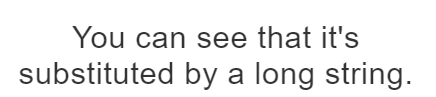 You can see that it's
substituted by a long string.